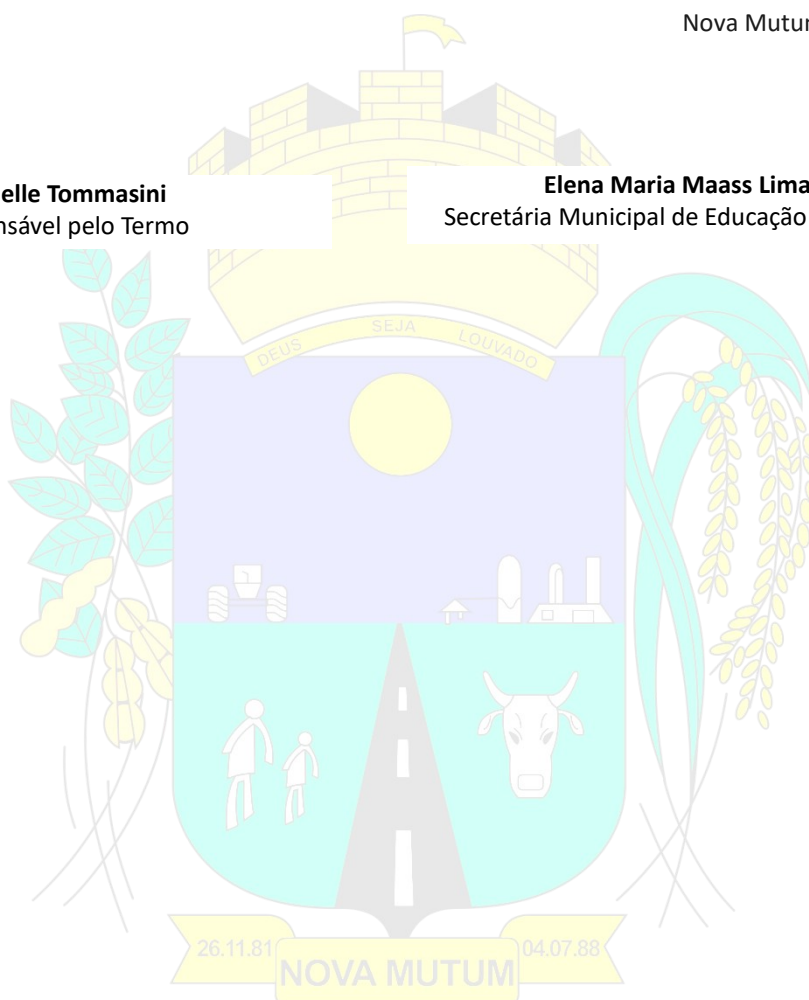 Nova Mutum
elle Tommasini
nsável pelo Termo
Elena Maria Maass Lima
Secretária Municipal de Educação
DEUS SEJA LOUVADO
26.11.81
NOVA MUTUM
04.07.88